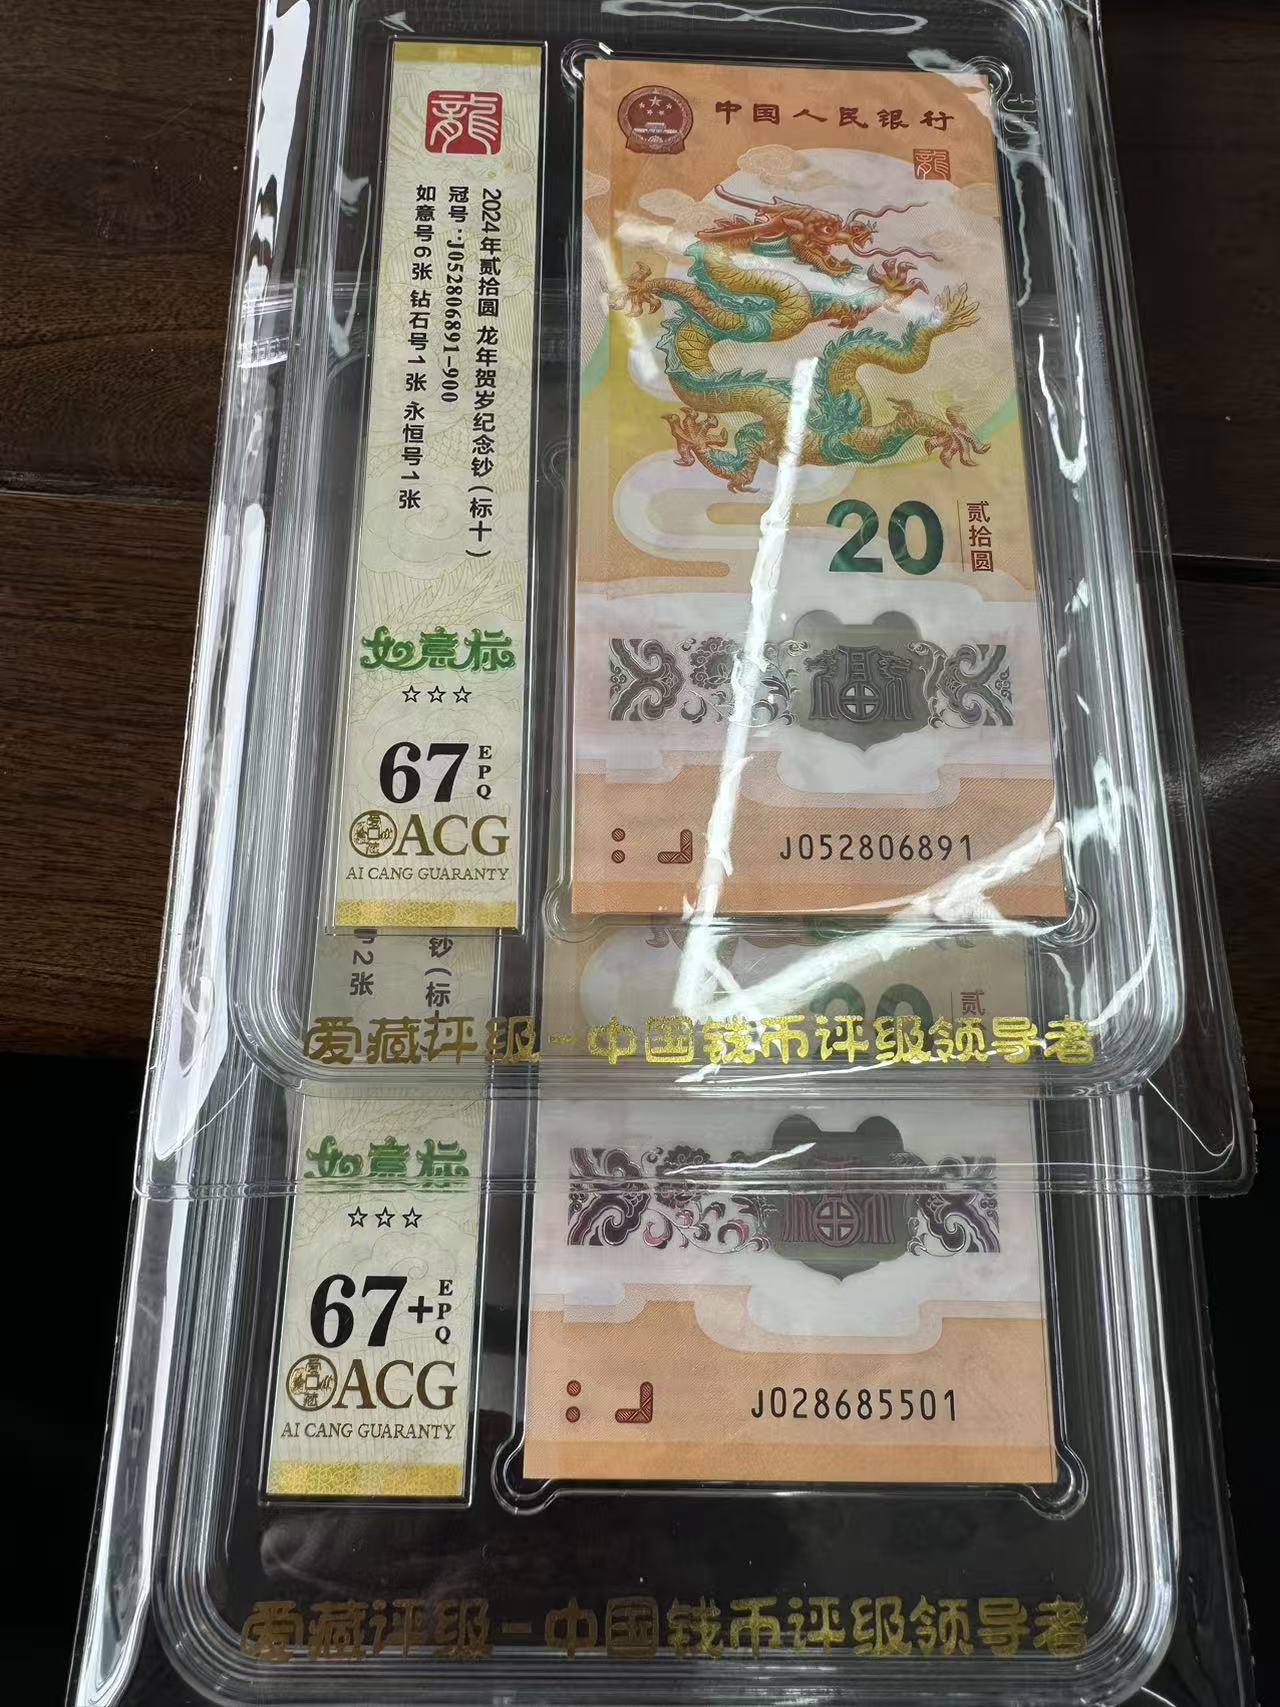 龍
2024年贰拾圆 龙年贺岁纪念钞(标十)
冠号:J052806891-900
如意号6张 钻石号1张 永恒号1张
如意标
☆☆☆
67 EPQ
ACG
AI CANG GUARANTY
中国人民银行
龍
20
贰拾圆
J052806891
钞(标
号2张
20
贰
爱藏评级-中国钱币评级领导者
如意标
☆☆☆
67+ EPQ
ACG
AI CANG GUARANTY
J028685501
爱藏评级-中国钱币评级领导者